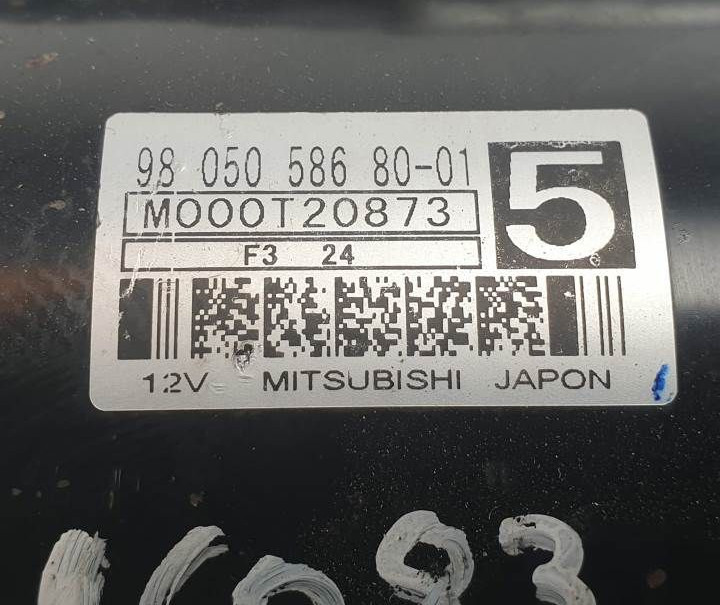 98 050 586 80-01
5
M000T20873
F3 24
12V MITSUBISHI JAPON